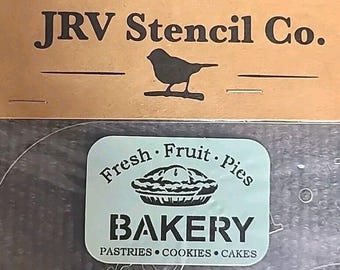 JRV Stencil Co.
Fresh · Fruit · Pies
BAKERY
PASTRIES • COOKIES • CAKES